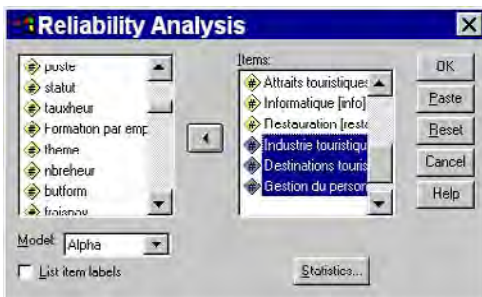 Reliability Analysis
poste
statut
tauxheur
Formation par emp
theme
nbreheur
butform
fraispay
Items:
Attraits touristiques
Informatique [info]
Restauration [resta
Industrie touristiqu
Destinations touris
Gestion du person
OK
Paste
Reset
Cancel
Help
Model:
Alpha
List item labels
Statistics...